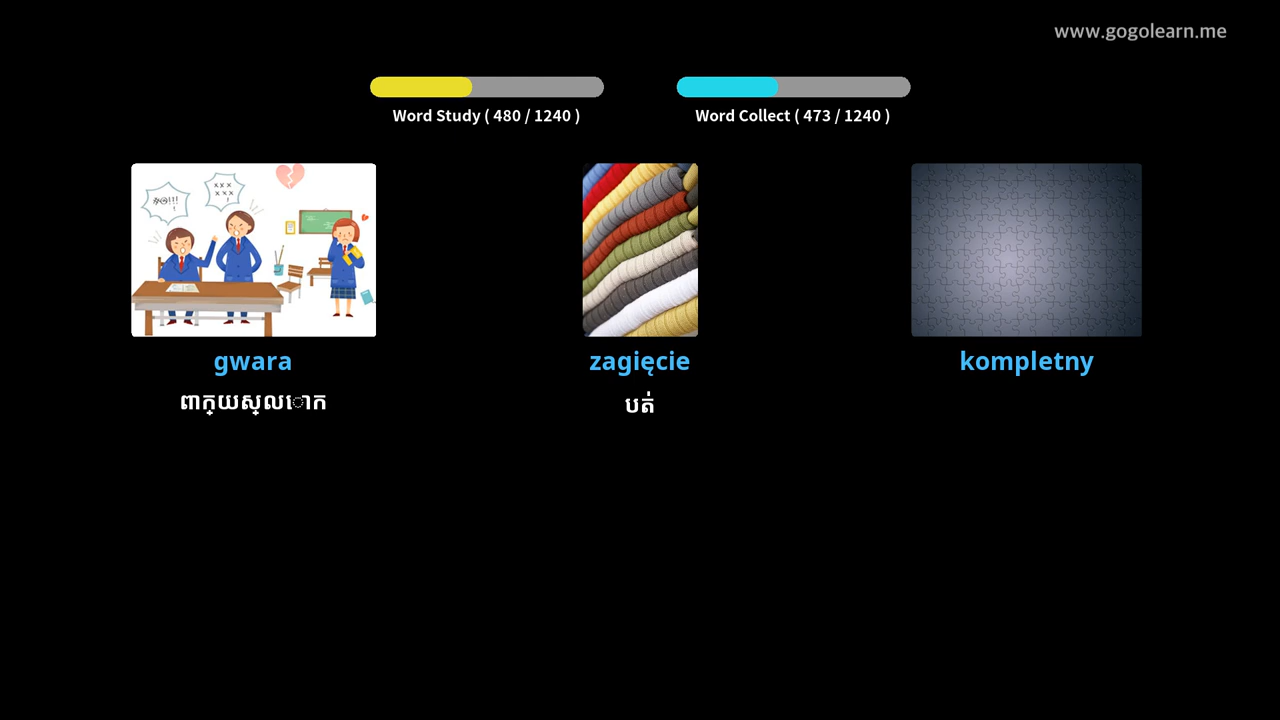 www.gogolearn.me
Word Study ( 480 / 1240 )
Word Collect ( 473 / 1240 )
gwara
zagięcie
kompletny
ពាក្យស្លោក
បត់